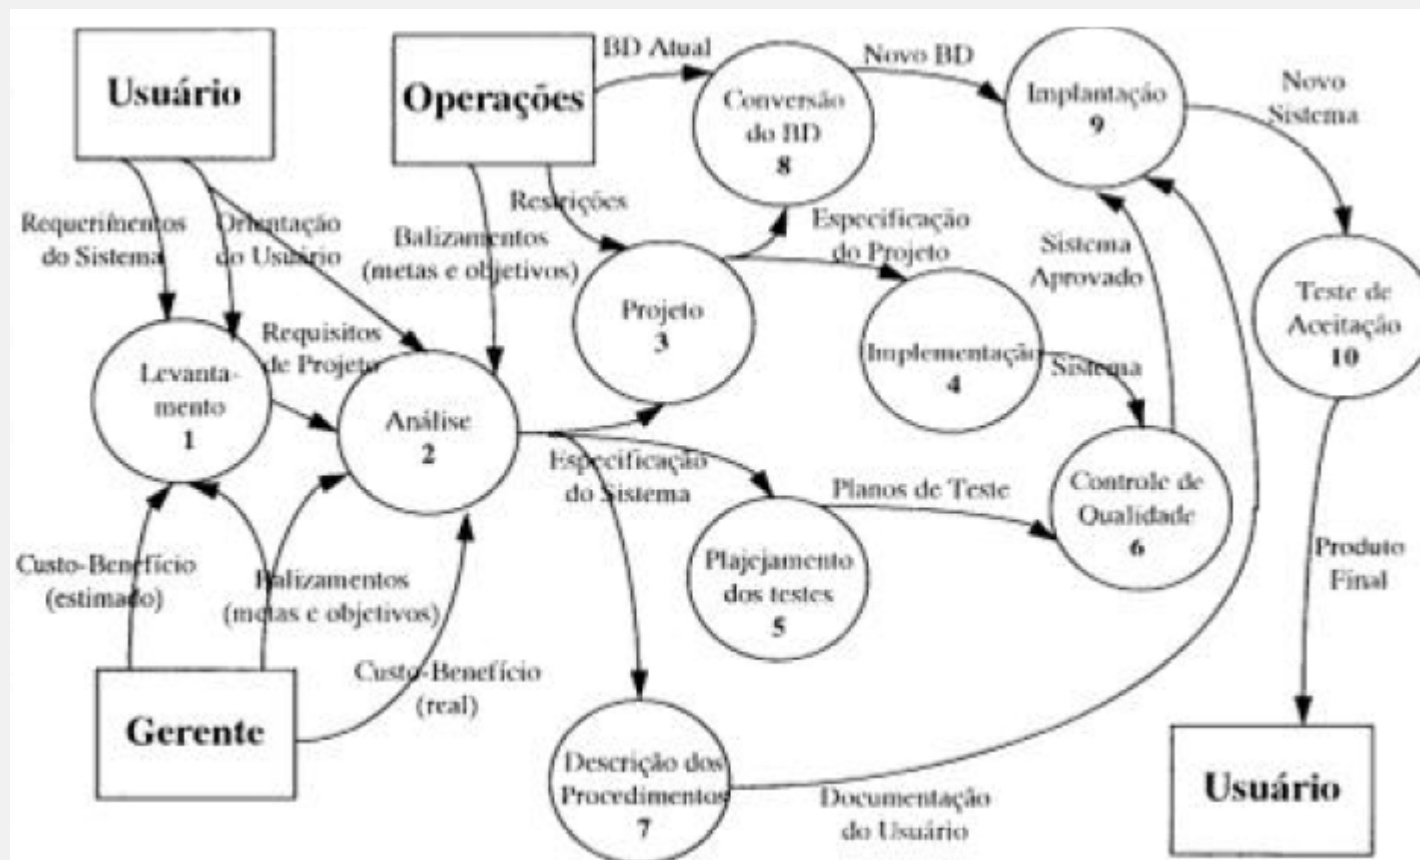 Usuário
Operações
BD Atual
Conversão
do BD
8
Novo BD
Implantação
9
Novo
Sistema
Requerimentos
do Sistema
Orientação
do Usuário
Restrições
Balizamentos
(metas e objetivos)
Especificação
do Projeto
Sistema
Aprovado
Projeto
3
Teste de
Aceitação
10
Requisitos
de Projeto
Implementação
4
Sistema
Levanta-
mento
1
Análise
2
Especificação
do Sistema
Planos de Teste
Controle de
Qualidade
6
Custo-Benefício
(estimado)
Balizamentos
(metas e objetivos)
Plajejamento
dos testes
5
Produto
Final
Custo-Benefício
(real)
Gerente
Descrição dos
Procedimentos
7
Documentação
do Usuário
Usuário